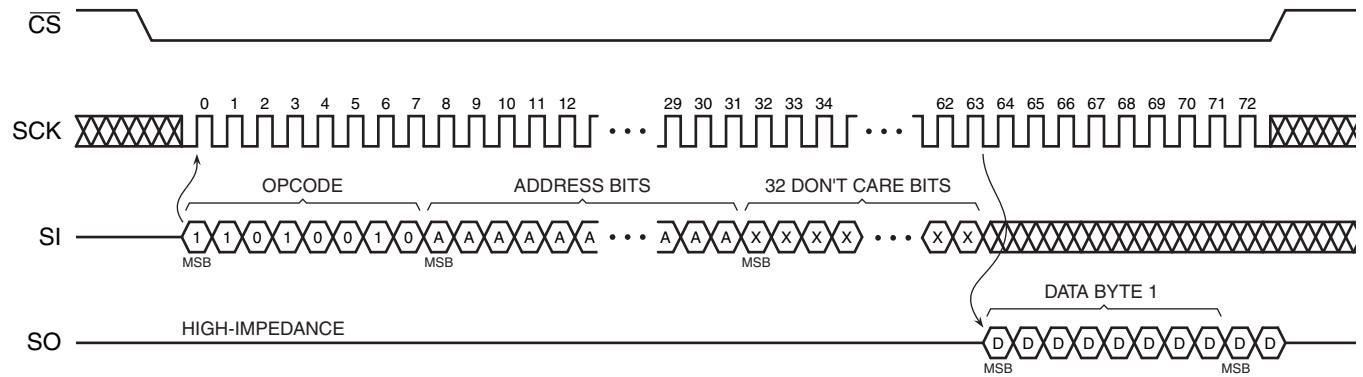 CS
0 1 2 3 4 5 6 7 8 9 10 11 12 29 30 31 32 33 34 62 63 64 65 66 67 68 69 70 71 72
SCK
OPCODE ADDRESS BITS 32 DON'T CARE BITS
SI 1 1 0 1 0 0 1 0 A A A A A A A A A X X X X X X
MSB MSB MSB
DATA BYTE 1
HIGH-IMPEDANCE
SO D D D D D D D D D D
MSB MSB